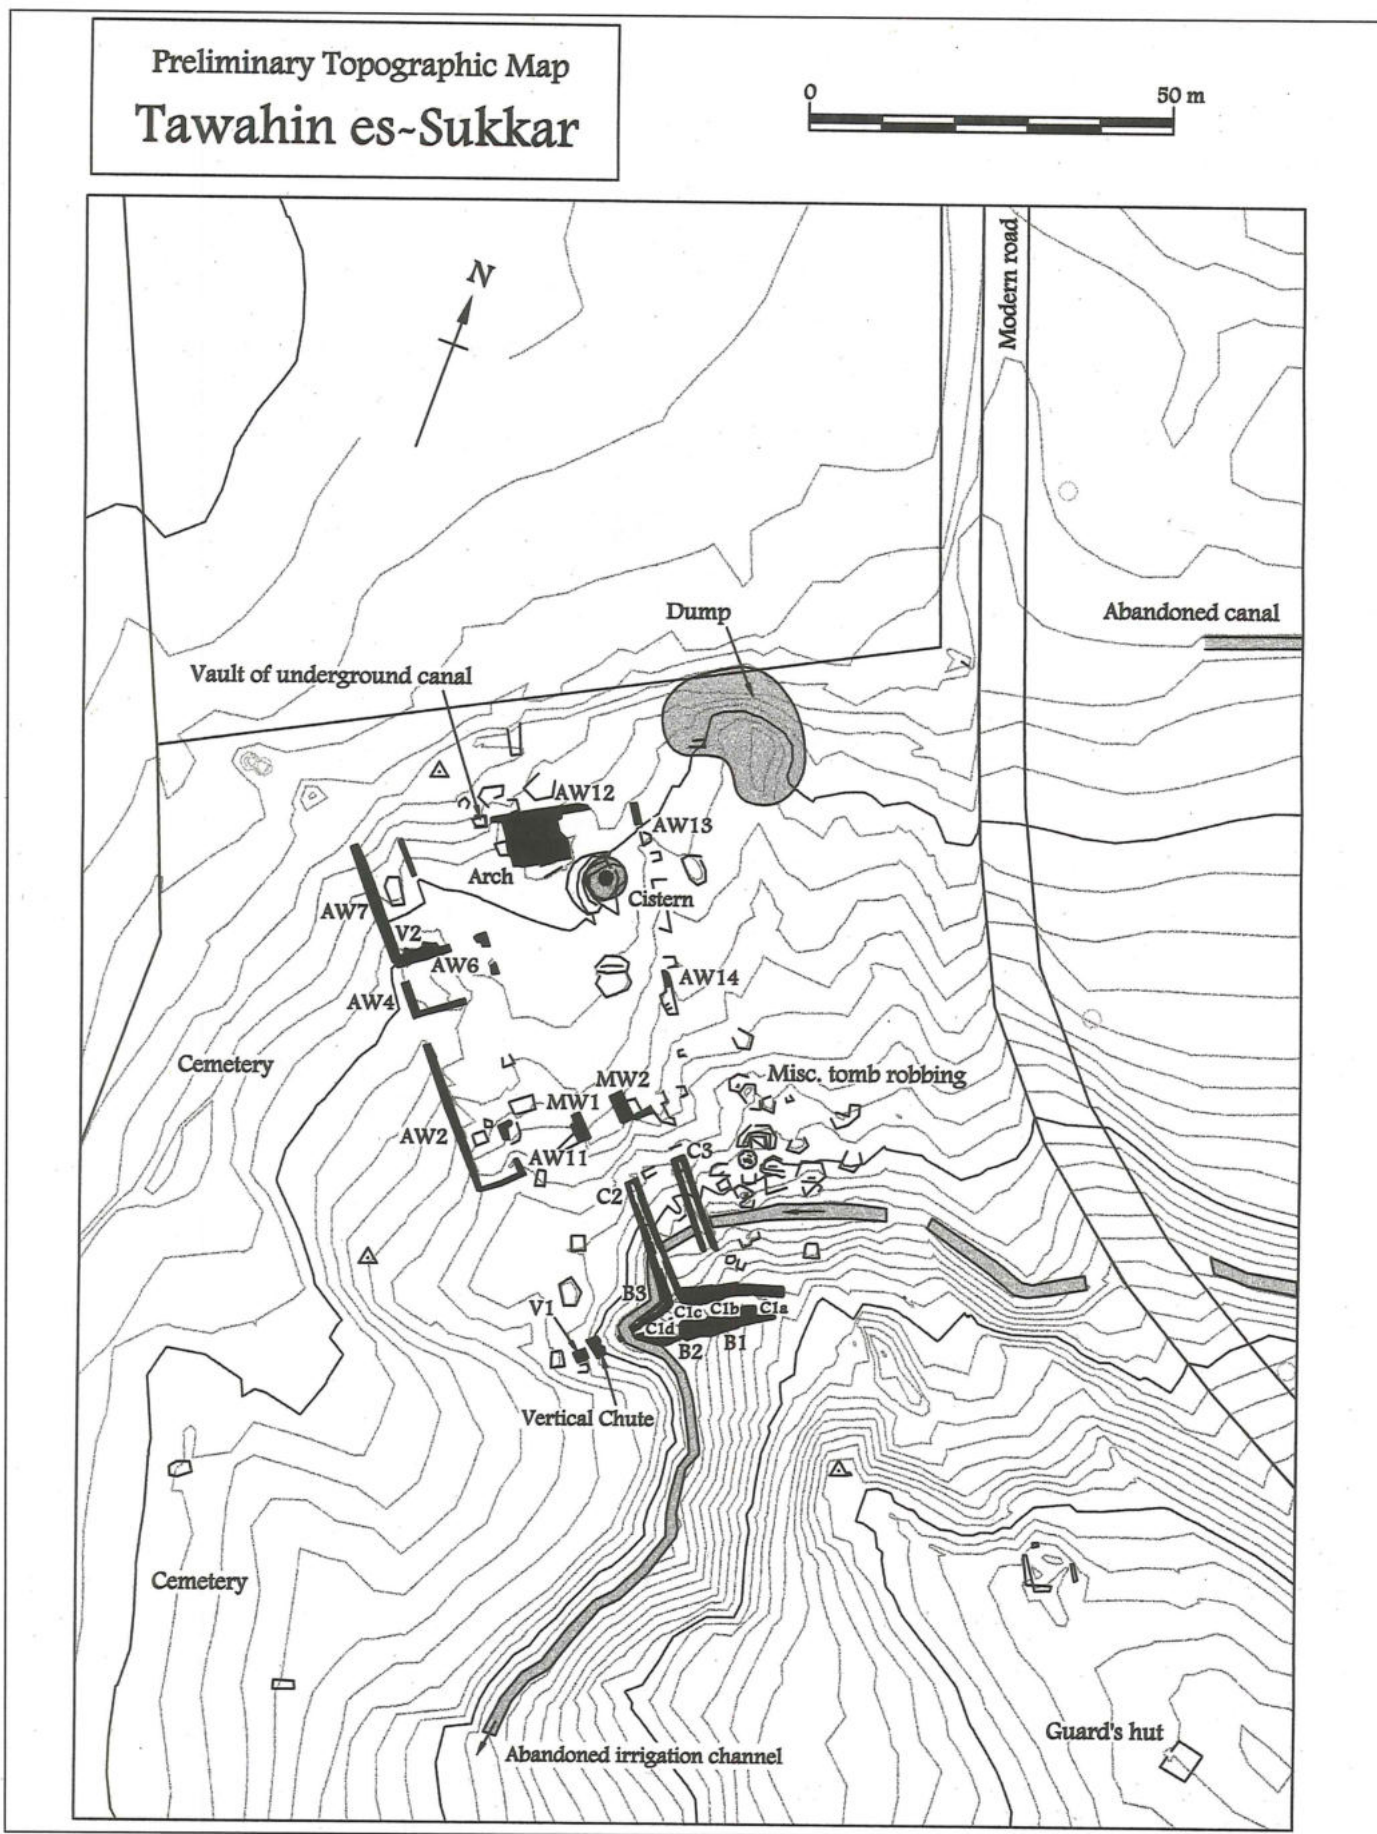 Preliminary Topographic Map
Tawahin es-Sukkar
0
50 m
N
Modern road
Dump
Abandoned canal
Vault of underground canal
AW12
AW13
Arch
Cistern
AW7
V2
AW6
AW4
AW14
Cemetery
Misc. tomb robbing
MW2
MW1
AW2
AW11
C3
C2
B3
C1c
C1b
C1a
V1
C1d
B2
B1
Vertical Chute
Cemetery
Guard's hut
Abandoned irrigation channel